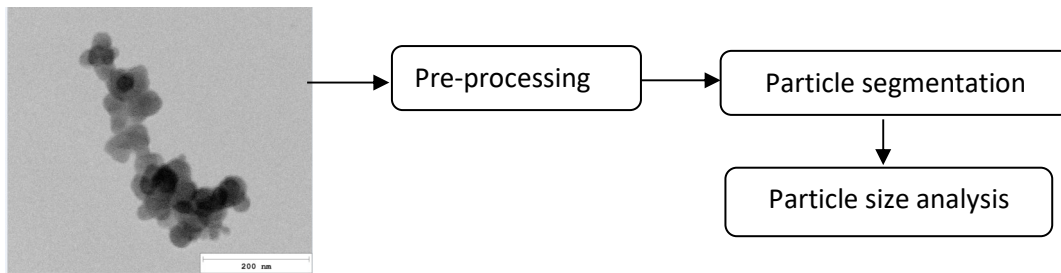 Pre-processing
Particle segmentation
Particle size analysis
200 nm